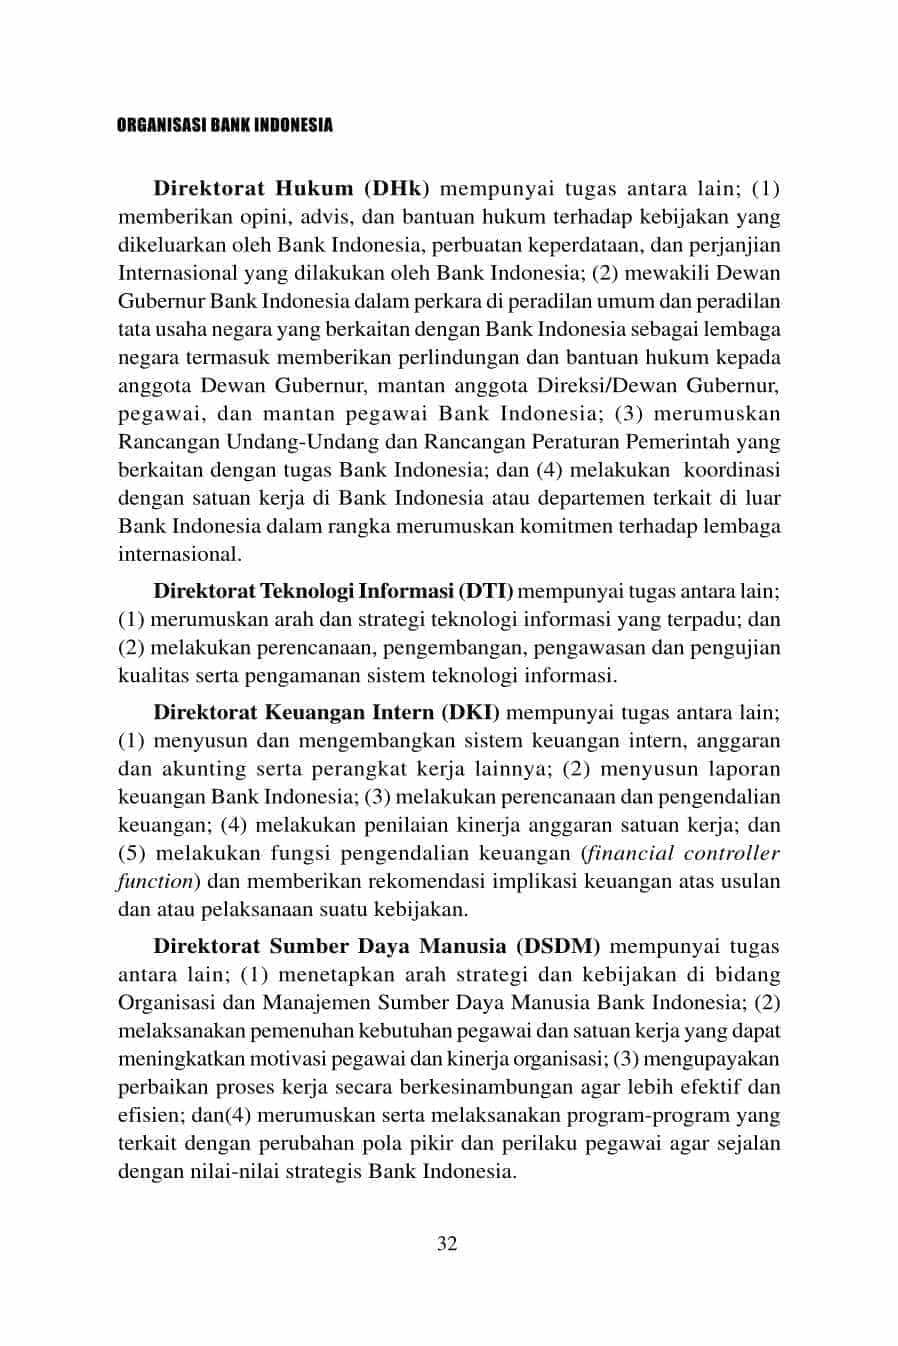 ORGANISASI BANK INDONESIA
Direktorat Hukum (DHk) mempunyai tugas antara lain; (1)
memberikan opini, advis, dan bantuan hukum terhadap kebijakan yang
dikeluarkan oleh Bank Indonesia, perbuatan keperdataan, dan perjanjian
Internasional yang dilakukan oleh Bank Indonesia; (2) mewakili Dewan
Gubernur Bank Indonesia dalam perkara di peradilan umum dan peradilan
tata usaha negara yang berkaitan dengan Bank Indonesia sebagai lembaga
negara termasuk memberikan perlindungan dan bantuan hukum kepada
anggota Dewan Gubernur, mantan anggota Direksi/Dewan Gubernur,
pegawai, dan mantan pegawai Bank Indonesia; (3) merumuskan
Rancangan Undang-Undang dan Rancangan Peraturan Pemerintah yang
berkaitan dengan tugas Bank Indonesia; dan (4) melakukan koordinasi
dengan satuan kerja di Bank Indonesia atau departemen terkait di luar
Bank Indonesia dalam rangka merumuskan komitmen terhadap lembaga
internasional.
Direktorat Teknologi Informasi (DTI) mempunyai tugas antara lain;
(1) merumuskan arah dan strategi teknologi informasi yang terpadu; dan
(2) melakukan perencanaan, pengembangan, pengawasan dan pengujian
kualitas serta pengamanan sistem teknologi informasi.
Direktorat Keuangan Intern (DKI) mempunyai tugas antara lain;
(1) menyusun dan mengembangkan sistem keuangan intern, anggaran
dan akunting serta perangkat kerja lainnya; (2) menyusun laporan
keuangan Bank Indonesia; (3) melakukan perencanaan dan pengendalian
keuangan; (4) melakukan penilaian kinerja anggaran satuan kerja; dan
(5) melakukan fungsi pengendalian keuangan (financial controller
function) dan memberikan rekomendasi implikasi keuangan atas usulan
dan atau pelaksanaan suatu kebijakan.
Direktorat Sumber Daya Manusia (DSDM) mempunyai tugas
antara lain; (1) menetapkan arah strategi dan kebijakan di bidang
Organisasi dan Manajemen Sumber Daya Manusia Bank Indonesia; (2)
melaksanakan pemenuhan kebutuhan pegawai dan satuan kerja yang dapat
meningkatkan motivasi pegawai dan kinerja organisasi; (3) mengupayakan
perbaikan proses kerja secara berkesinambungan agar lebih efektif dan
efisien; dan(4) merumuskan serta melaksanakan program-program yang
terkait dengan perubahan pola pikir dan perilaku pegawai agar sejalan
dengan nilai-nilai strategis Bank Indonesia.
32